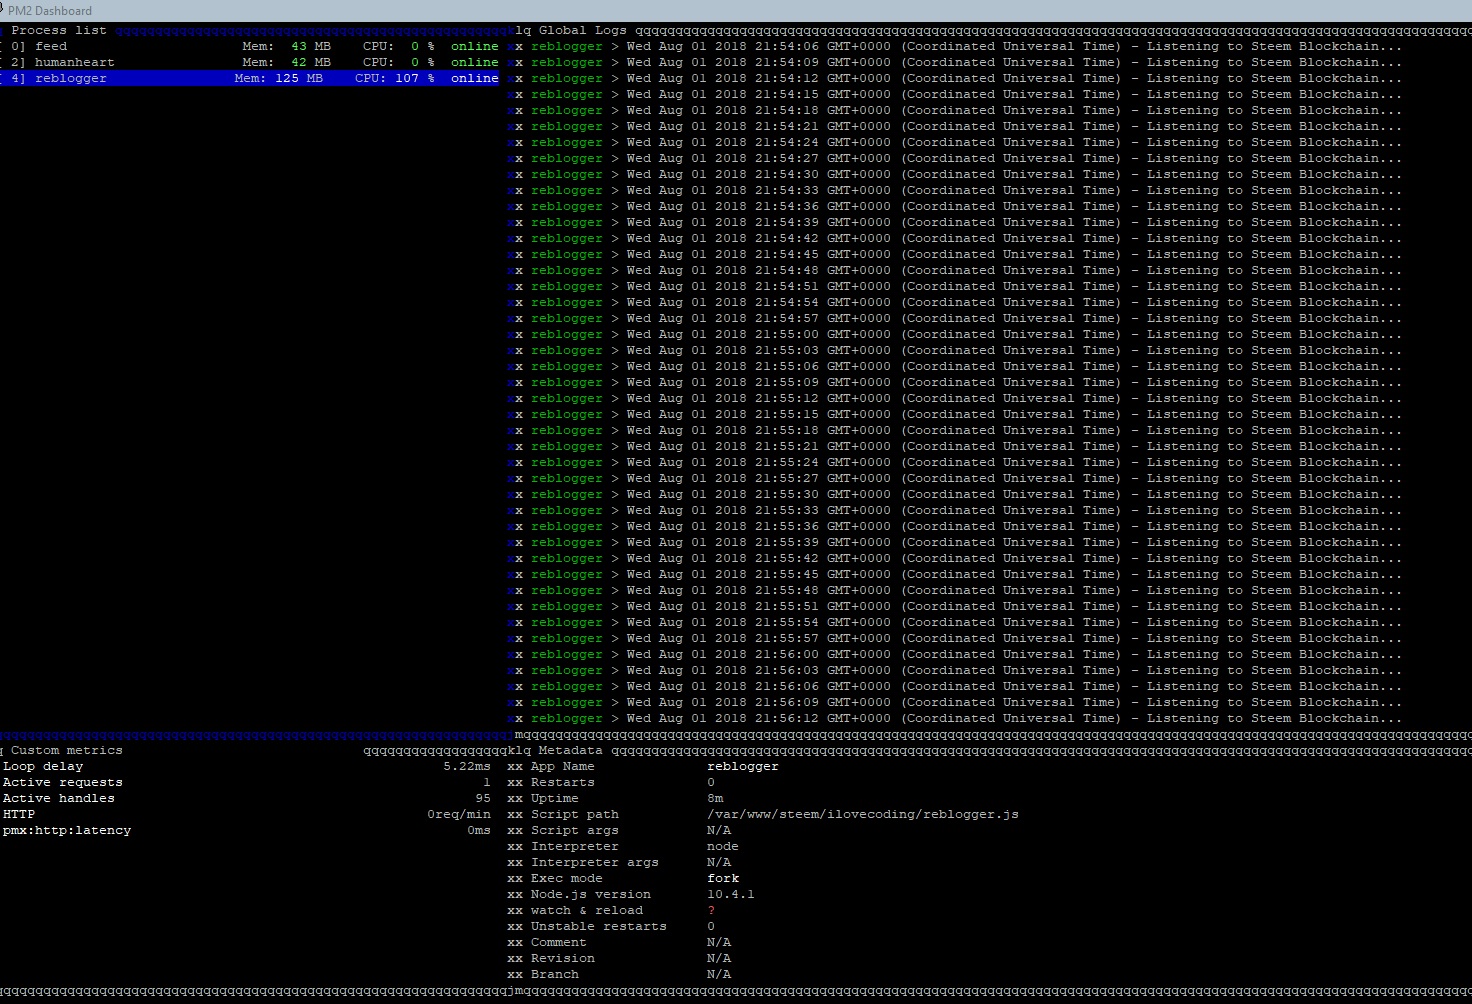 PM2 Dashboard
Process list
[ 0] feed Mem: 43 MB CPU: 0 % online
[ 2] humanheart Mem: 42 MB CPU: 0 % online
[ 4] reblogger Mem: 125 MB CPU: 107 % online
Global Logs
reblogger > Wed Aug 01 2018 21:54:06 GMT+0000 (Coordinated Universal Time) - Listening to Steem Blockchain...
reblogger > Wed Aug 01 2018 21:54:09 GMT+0000 (Coordinated Universal Time) - Listening to Steem Blockchain...
reblogger > Wed Aug 01 2018 21:54:12 GMT+0000 (Coordinated Universal Time) - Listening to Steem Blockchain...
reblogger > Wed Aug 01 2018 21:54:15 GMT+0000 (Coordinated Universal Time) - Listening to Steem Blockchain...
reblogger > Wed Aug 01 2018 21:54:18 GMT+0000 (Coordinated Universal Time) - Listening to Steem Blockchain...
reblogger > Wed Aug 01 2018 21:54:21 GMT+0000 (Coordinated Universal Time) - Listening to Steem Blockchain...
reblogger > Wed Aug 01 2018 21:54:24 GMT+0000 (Coordinated Universal Time) - Listening to Steem Blockchain...
reblogger > Wed Aug 01 2018 21:54:27 GMT+0000 (Coordinated Universal Time) - Listening to Steem Blockchain...
reblogger > Wed Aug 01 2018 21:54:30 GMT+0000 (Coordinated Universal Time) - Listening to Steem Blockchain...
reblogger > Wed Aug 01 2018 21:54:33 GMT+0000 (Coordinated Universal Time) - Listening to Steem Blockchain...
reblogger > Wed Aug 01 2018 21:54:36 GMT+0000 (Coordinated Universal Time) - Listening to Steem Blockchain...
reblogger > Wed Aug 01 2018 21:54:39 GMT+0000 (Coordinated Universal Time) - Listening to Steem Blockchain...
reblogger > Wed Aug 01 2018 21:54:42 GMT+0000 (Coordinated Universal Time) - Listening to Steem Blockchain...
reblogger > Wed Aug 01 2018 21:54:45 GMT+0000 (Coordinated Universal Time) - Listening to Steem Blockchain...
reblogger > Wed Aug 01 2018 21:54:48 GMT+0000 (Coordinated Universal Time) - Listening to Steem Blockchain...
reblogger > Wed Aug 01 2018 21:54:51 GMT+0000 (Coordinated Universal Time) - Listening to Steem Blockchain...
reblogger > Wed Aug 01 2018 21:54:54 GMT+0000 (Coordinated Universal Time) - Listening to Steem Blockchain...
reblogger > Wed Aug 01 2018 21:54:57 GMT+0000 (Coordinated Universal Time) - Listening to Steem Blockchain...
reblogger > Wed Aug 01 2018 21:55:00 GMT+0000 (Coordinated Universal Time) - Listening to Steem Blockchain...
reblogger > Wed Aug 01 2018 21:55:03 GMT+0000 (Coordinated Universal Time) - Listening to Steem Blockchain...
reblogger > Wed Aug 01 2018 21:55:06 GMT+0000 (Coordinated Universal Time) - Listening to Steem Blockchain...
reblogger > Wed Aug 01 2018 21:55:09 GMT+0000 (Coordinated Universal Time) - Listening to Steem Blockchain...
reblogger > Wed Aug 01 2018 21:55:12 GMT+0000 (Coordinated Universal Time) - Listening to Steem Blockchain...
reblogger > Wed Aug 01 2018 21:55:15 GMT+0000 (Coordinated Universal Time) - Listening to Steem Blockchain...
reblogger > Wed Aug 01 2018 21:55:18 GMT+0000 (Coordinated Universal Time) - Listening to Steem Blockchain...
reblogger > Wed Aug 01 2018 21:55:21 GMT+0000 (Coordinated Universal Time) - Listening to Steem Blockchain...
reblogger > Wed Aug 01 2018 21:55:24 GMT+0000 (Coordinated Universal Time) - Listening to Steem Blockchain...
reblogger > Wed Aug 01 2018 21:55:27 GMT+0000 (Coordinated Universal Time) - Listening to Steem Blockchain...
reblogger > Wed Aug 01 2018 21:55:30 GMT+0000 (Coordinated Universal Time) - Listening to Steem Blockchain...
reblogger > Wed Aug 01 2018 21:55:33 GMT+0000 (Coordinated Universal Time) - Listening to Steem Blockchain...
reblogger > Wed Aug 01 2018 21:55:36 GMT+0000 (Coordinated Universal Time) - Listening to Steem Blockchain...
reblogger > Wed Aug 01 2018 21:55:39 GMT+0000 (Coordinated Universal Time) - Listening to Steem Blockchain...
reblogger > Wed Aug 01 2018 21:55:42 GMT+0000 (Coordinated Universal Time) - Listening to Steem Blockchain...
reblogger > Wed Aug 01 2018 21:55:45 GMT+0000 (Coordinated Universal Time) - Listening to Steem Blockchain...
reblogger > Wed Aug 01 2018 21:55:48 GMT+0000 (Coordinated Universal Time) - Listening to Steem Blockchain...
reblogger > Wed Aug 01 2018 21:55:51 GMT+0000 (Coordinated Universal Time) - Listening to Steem Blockchain...
reblogger > Wed Aug 01 2018 21:55:54 GMT+0000 (Coordinated Universal Time) - Listening to Steem Blockchain...
reblogger > Wed Aug 01 2018 21:55:57 GMT+0000 (Coordinated Universal Time) - Listening to Steem Blockchain...
reblogger > Wed Aug 01 2018 21:56:00 GMT+0000 (Coordinated Universal Time) - Listening to Steem Blockchain...
reblogger > Wed Aug 01 2018 21:56:03 GMT+0000 (Coordinated Universal Time) - Listening to Steem Blockchain...
reblogger > Wed Aug 01 2018 21:56:06 GMT+0000 (Coordinated Universal Time) - Listening to Steem Blockchain...
reblogger > Wed Aug 01 2018 21:56:09 GMT+0000 (Coordinated Universal Time) - Listening to Steem Blockchain...
reblogger > Wed Aug 01 2018 21:56:12 GMT+0000 (Coordinated Universal Time) - Listening to Steem Blockchain...
Custom metrics
Loop delay 5.22ms
Active requests 1
Active handles 95
HTTP 0req/min
pmx:http:latency 0ms
Metadata
App Name reblogger
Restarts 0
Uptime 8m
Script path /var/www/steem/ilovecoding/reblogger.js
Script args N/A
Interpreter node
Interpreter args N/A
Exec mode fork
Node.js version 10.4.1
watch & reload ?
Unstable restarts 0
Comment N/A
Revision N/A
Branch N/A